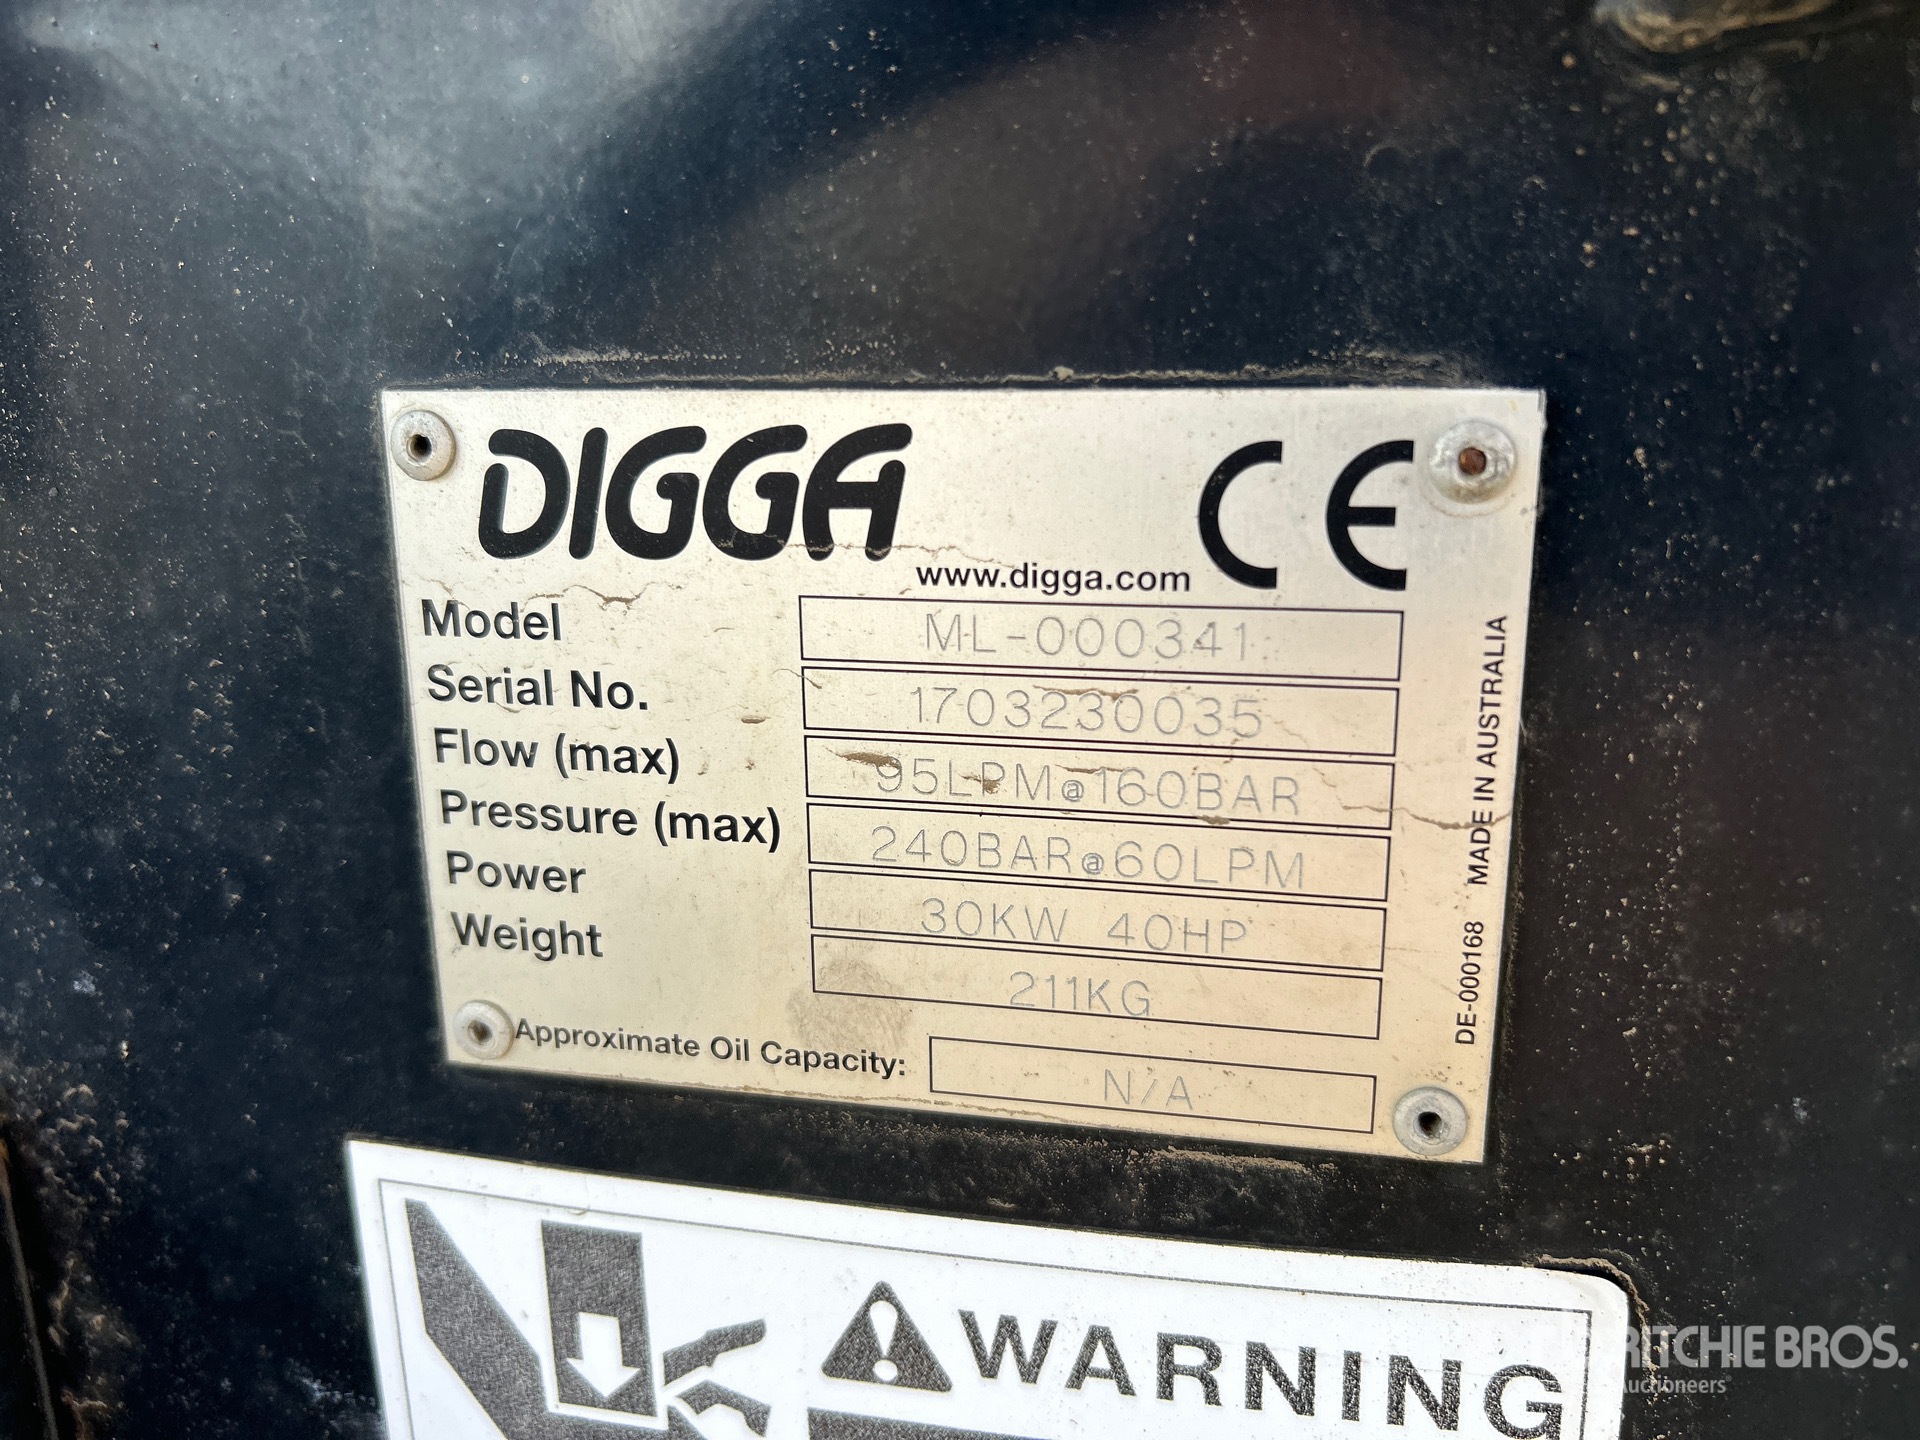 DIGGA CE
www.digga.com
Model ML-000341
Serial No. 1703230035
Flow (max) 95LPM@160BAR
Pressure (max) 240BAR@60LPM
Power 30KW 40HP
Weight 211KG
Approximate Oil Capacity: N/A
DE-000168 MADE IN AUSTRALIA
WARNING
RITCHIE BROS.
Auctioneers